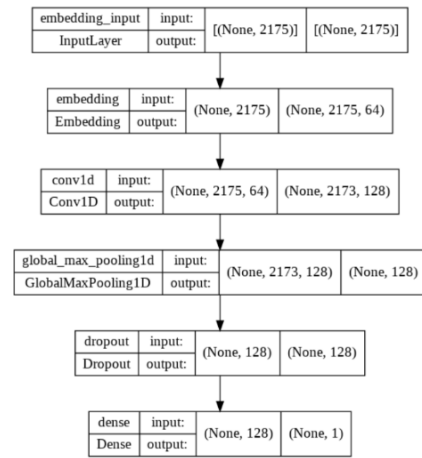 embedding_input input: [(None, 2175)] [(None, 2175)]
InputLayer output:
embedding input: (None, 2175) (None, 2175, 64)
Embedding output:
conv1d input: (None, 2175, 64) (None, 2173, 128)
Conv1D output:
global_max_pooling1d input: (None, 2173, 128) (None, 128)
GlobalMaxPooling1D output:
dropout input: (None, 128) (None, 128)
Dropout output:
dense input: (None, 128) (None, 1)
Dense output: